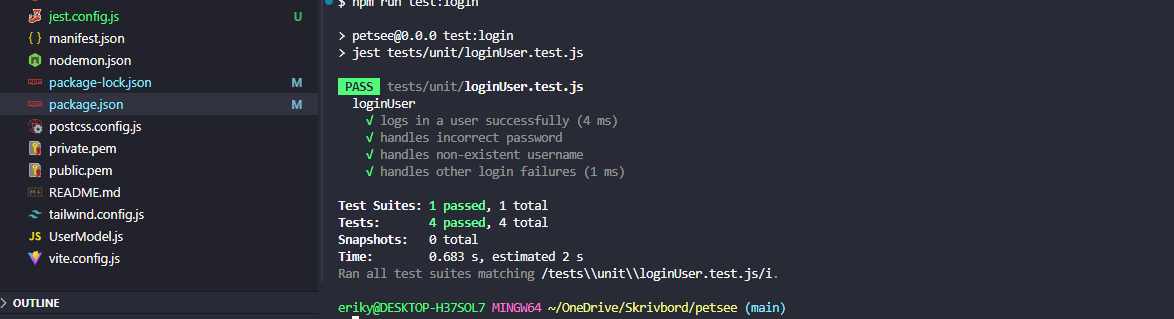 jest.config.js U
manifest.json
nodemon.json
package-lock.json M
package.json M
postcss.config.js
private.pem
public.pem
README.md
tailwind.config.js
JS UserModel.js
vite.config.js
OUTLINE
$ npm run test:login
> petsee@0.0.0 test:login
> jest tests/unit/loginUser.test.js
PASS tests/unit/loginUser.test.js
loginUser
√ logs in a user successfully (4 ms)
√ handles incorrect password
√ handles non-existent username
√ handles other login failures (1 ms)
Test Suites: 1 passed, 1 total
Tests: 4 passed, 4 total
Snapshots: 0 total
Time: 0.683 s, estimated 2 s
Ran all test suites matching /tests\\unit\\loginUser.test.js/i.
eriky@DESKTOP-H37SOL7 MINGW64 ~/OneDrive/Skrivbord/petsee (main)